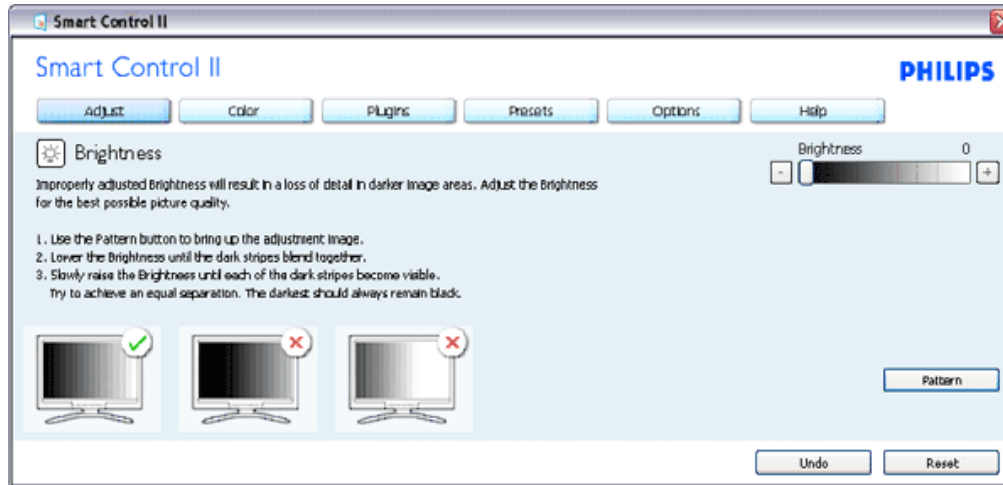 Smart Control II
Smart Control II
PHILIPS
Adjust Color Plugins Presets Options Help
Brightness
Brightness 0
- +
Improperly adjusted Brightness will result in a loss of detail in darker image areas. Adjust the Brightness
for the best possible picture quality.
1. Use the Pattern button to bring up the adjustment image.
2. Lower the Brightness until the dark stripes blend together.
3. Slowly raise the Brightness until each of the dark stripes become visible.
Try to achieve an equal separation. The darkest should always remain black.
Pattern
Undo Reset